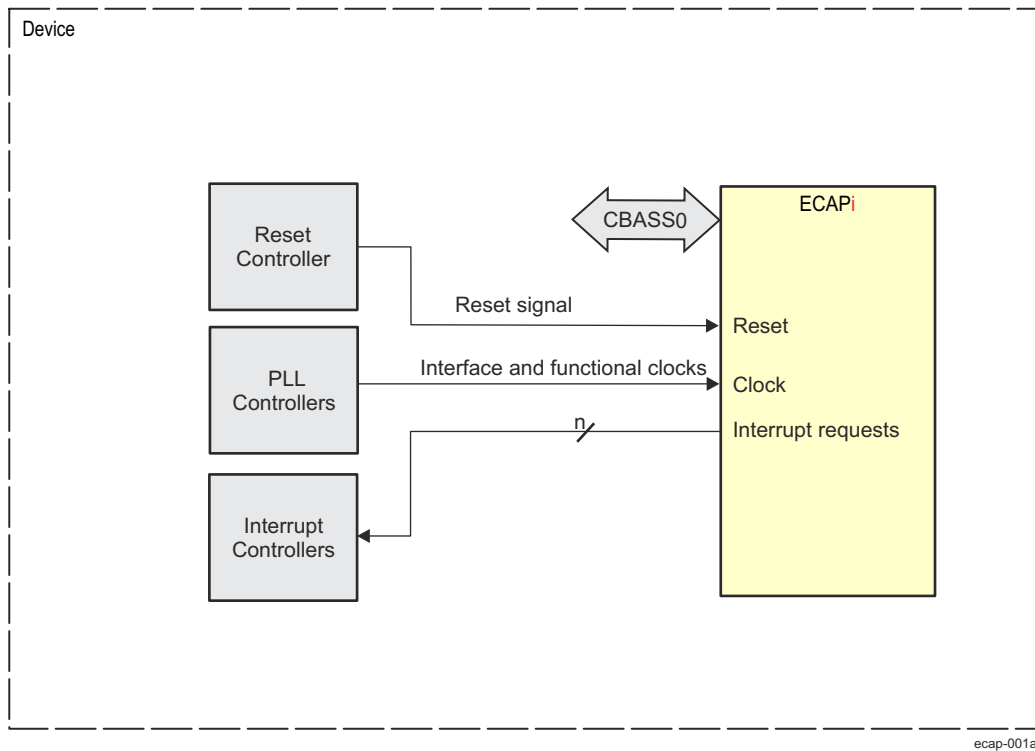 Device
CBASS0
ECAPi
Reset
Controller
Reset signal
Reset
PLL
Controllers
Interface and functional clocks
Clock
n
Interrupt requests
Interrupt
Controllers
ecap-001a